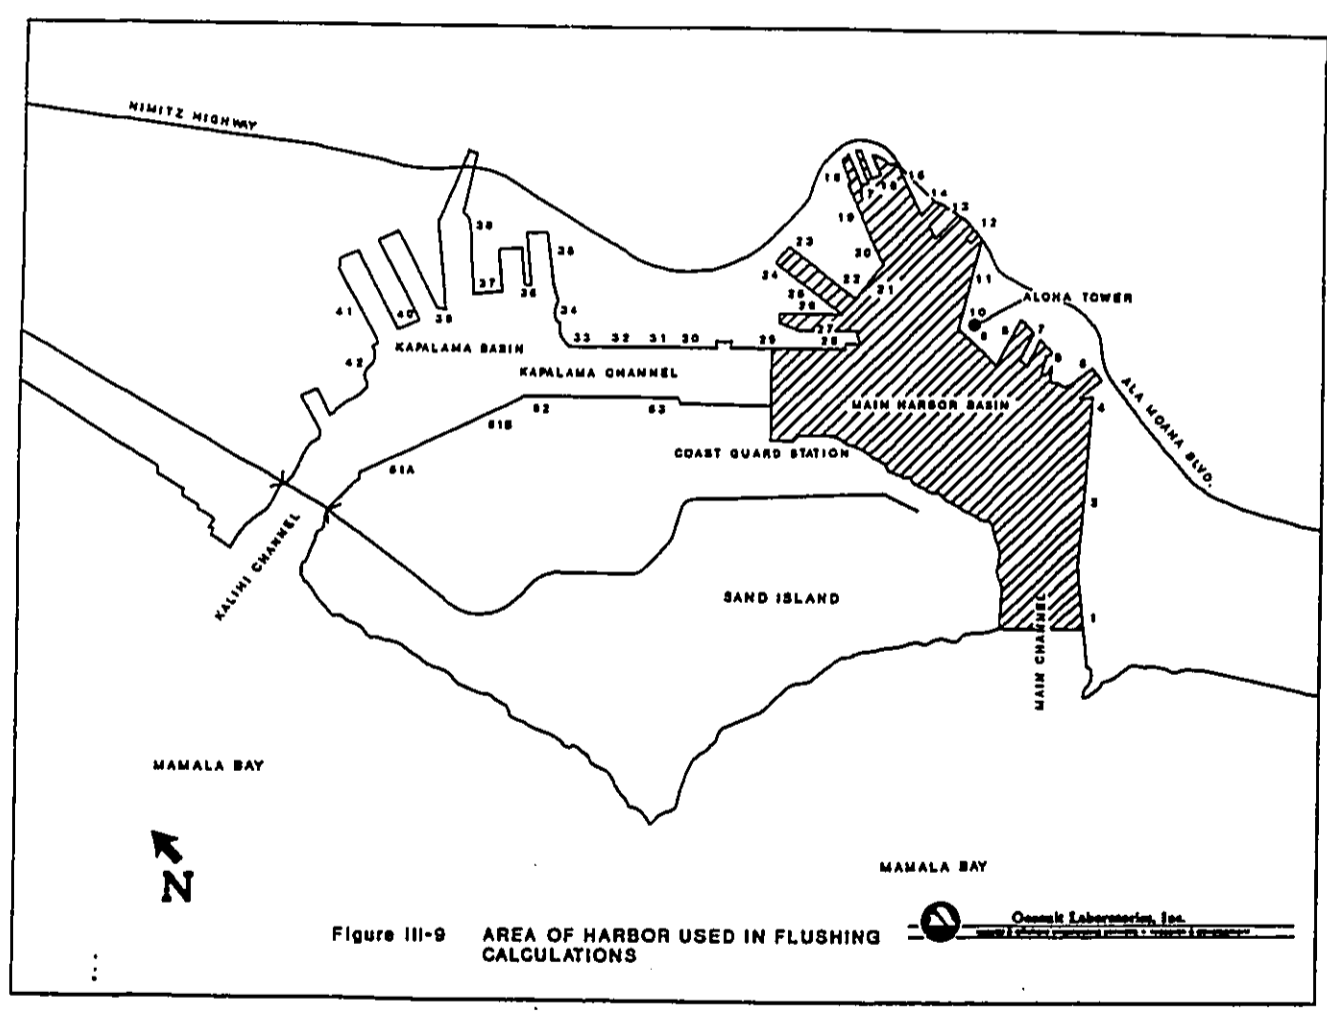 NIMITZ HIGHWAY
18
16
15
17
14
13
12
19
38
35
23
20
24
22
21
11
37
36
25
ALOHA TOWER
41
40
39
34
26
10
27
8
7
9
33
32
31
30
29
28
KAPALAMA BASIN
42
5
6
KAPALAMA CHANNEL
MAIN HARBOR BASIN
4
ALA MOANA BLVD.
52
53
51B
COAST GUARD STATION
51A
3
KALIHI CHANNEL
SAND ISLAND
MAIN CHANNEL
1
MAMALA BAY
N
MAMALA BAY
Oceanit Laboratories, Inc.
Figure III-9 AREA OF HARBOR USED IN FLUSHING
CALCULATIONS